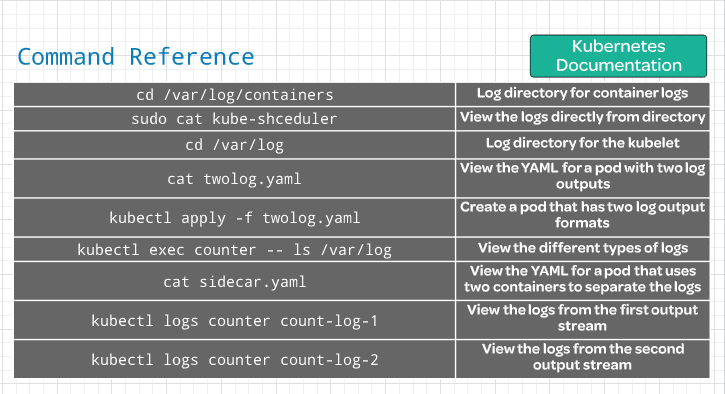 Command Reference
Kubernetes
Documentation
cd /var/log/containers
Log directory for container logs
sudo cat kube-shceduler
View the logs directly from directory
cd /var/log
Log directory for the kubelet
cat twolog.yaml
View the YAML for a pod with two log
outputs
kubectl apply -f twolog.yaml
Create a pod that has two log output
formats
kubectl exec counter -- ls /var/log
View the different types of logs
cat sidecar.yaml
View the YAML for a pod that uses
two containers to separate the logs
kubectl logs counter count-log-1
View the logs from the first output
stream
kubectl logs counter count-log-2
View the logs from the second
output stream